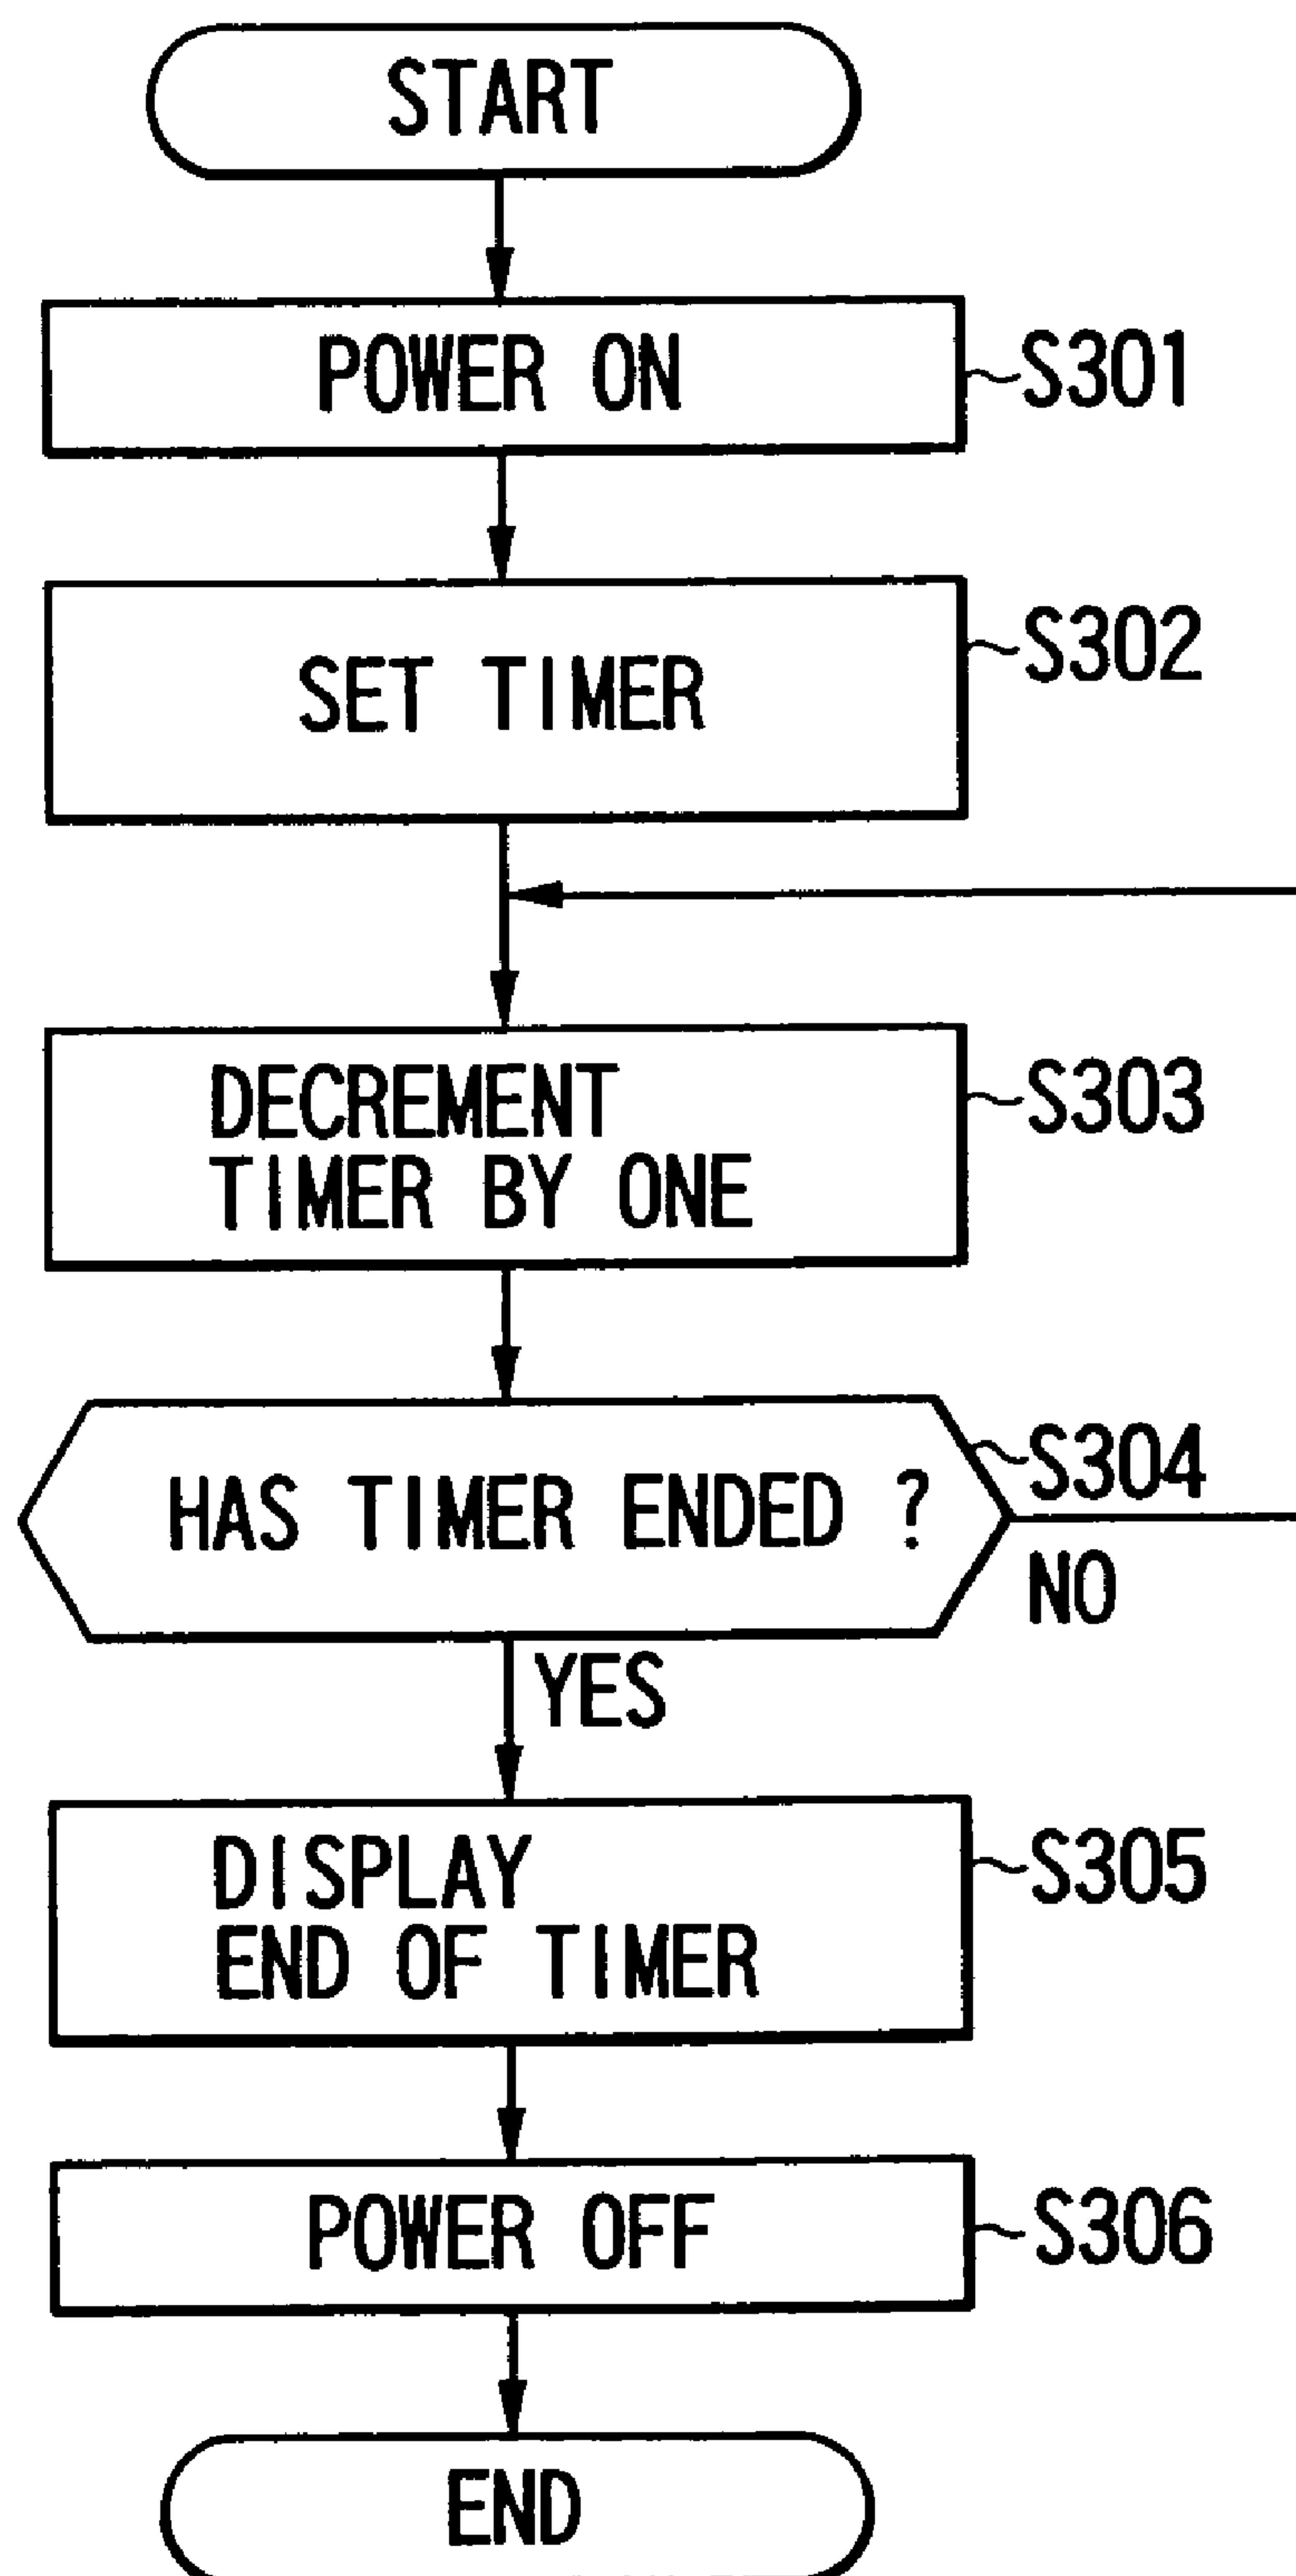 START
POWER ON
S301
SET TIMER
S302
DECREMENT
TIMER BY ONE
S303
HAS TIMER ENDED ?
S304
NO
YES
DISPLAY
END OF TIMER
S305
POWER OFF
S306
END